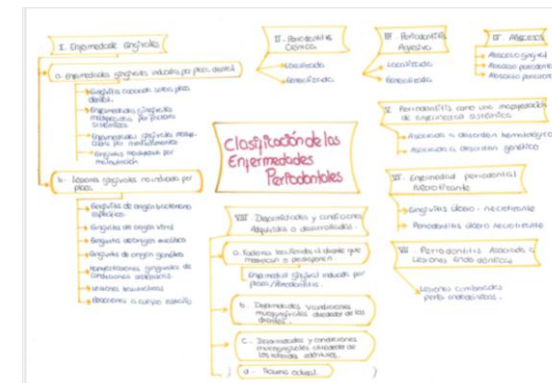 I. Enfermedades gingivales
a. Enfermedades gingivales inducidas por placa dental
Gingivitis asociada sólo a placa
dental.
Enfermedades gingivales
modificadas por factores
sistémicos
Enfermedades gingivales
por medicamentos
Gingivitis modificada por
malnutrición
b. Lesiones gingivales no inducidas por
placa.
Gingivitis de origen bacteriano
específico
Gingivitis de origen viral
Gingivitis de origen micótico
Gingivitis de origen genético
Manifestaciones gingivales de
condiciones sistémicas.
Lesiones traumáticas
Reacciones a cuerpo extraño
II. Periodontitis
Crónica
Localizada
Generalizada
III. Periodontitis
Agresiva
Localizada
Generalizada
IV Abscesos
Absceso gingival
Absceso periodontal
Absceso pericoronal
Clasificación de las
Enfermedades
Periodontales
V Periodontitis como una manifestación
de enfermedad sistémica
Asociada a desorden hematológico
Asociada a desorden genético
VI. Enfermedad periodontal
Necrotizante
Gingivitis úlcero - necrotizante
Periodontitis úlcero necrotizante
VII - Periodontitis Asociada a
Lesiones Endodónticas
Lesiones combinadas
perio endodónticas.
VIII. Deformidades y condiciones
Adquiridas o desarrolladas.
a. Factores localizados al diente que
modifican o predisponen
Enfermedad gingival inducida por
placa/Periodontitis.
b. Deformidades y condiciones
mucogingivales alrededor de los
dientes.
c. Deformidades y condiciones
mucogingivales alrededor de
los rebordes edéntulos.
d - Trauma oclusal.